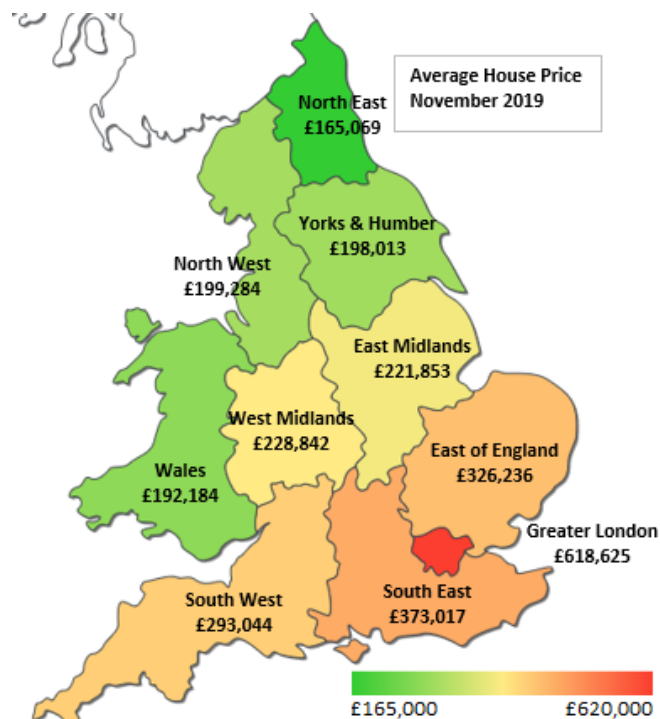 Average House Price
November 2019
North East
£165,069
Yorks & Humber
£198,013
North West
£199,284
East Midlands
£221,853
West Midlands
£228,842
East of England
£326,236
Wales
£192,184
Greater London
£618,625
South West
£293,044
South East
£373,017
£165,000
£620,000